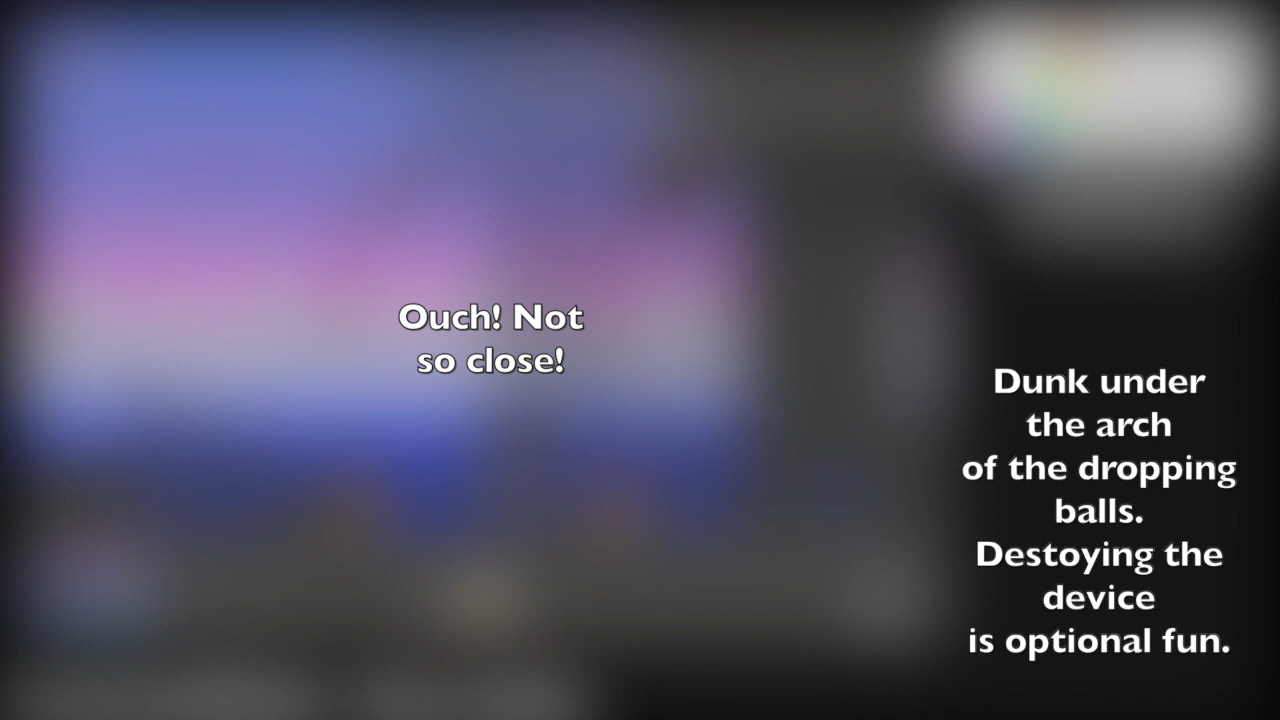 Ouch! Not
so close!
Dunk under
the arch
of the dropping
balls.
Destoying the
device
is optional fun.